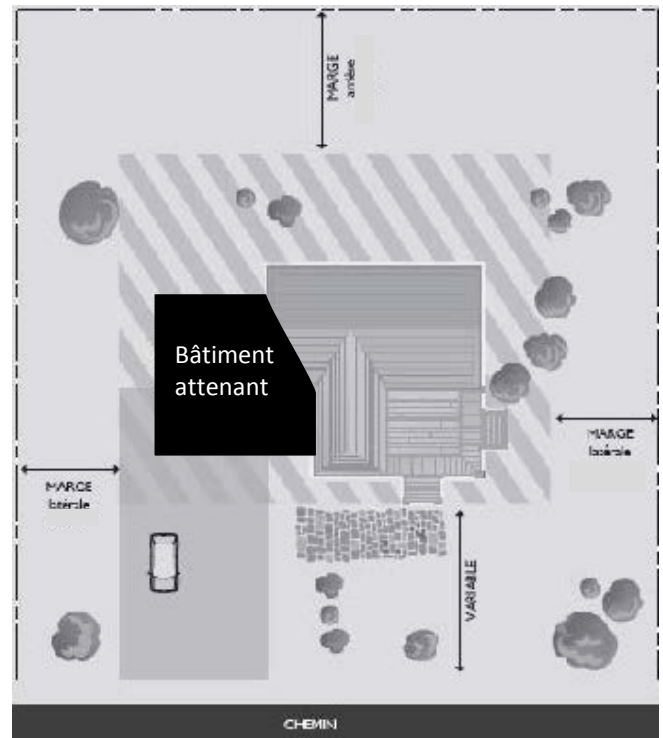 MARGE
arrière
Bâtiment
attenant
MARGE
latérale
MARGE
latérale
VARIABLE
CHEMIN